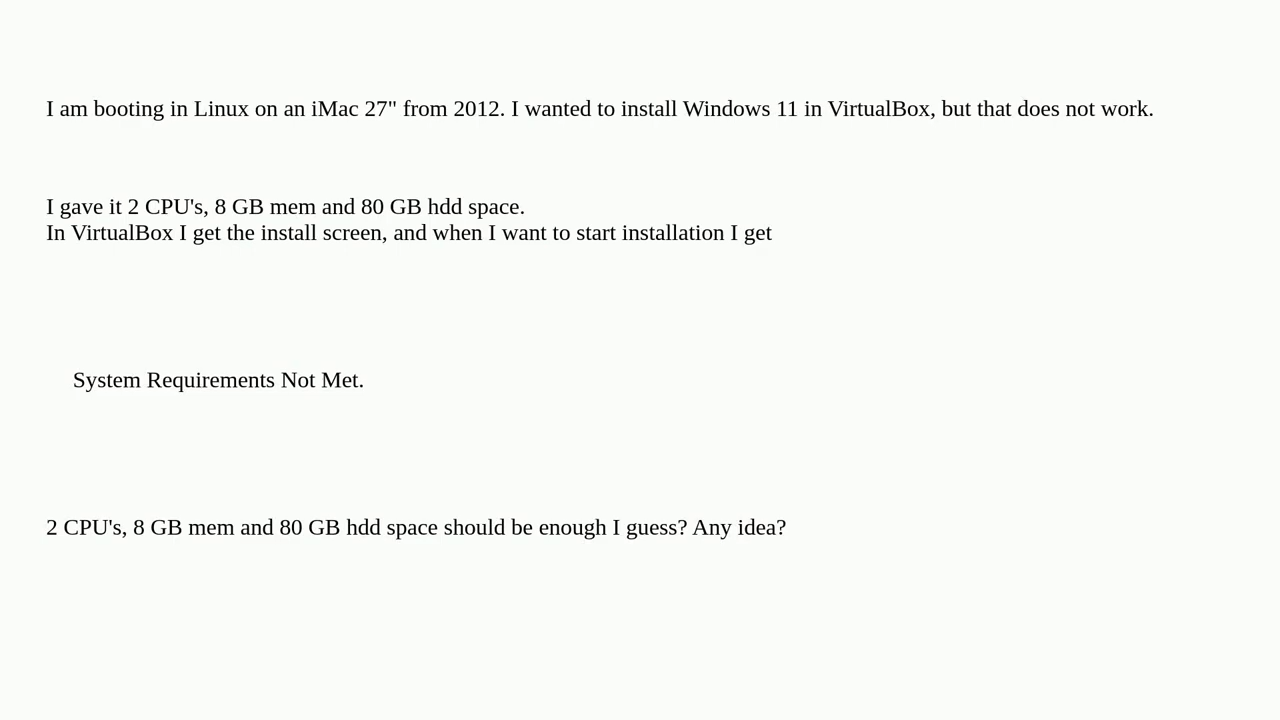 I am booting in Linux on an iMac 27" from 2012. I wanted to install Windows 11 in VirtualBox, but that does not work.
I gave it 2 CPU's, 8 GB mem and 80 GB hdd space.
In VirtualBox I get the install screen, and when I want to start installation I get
System Requirements Not Met.
2 CPU's, 8 GB mem and 80 GB hdd space should be enough I guess? Any idea?